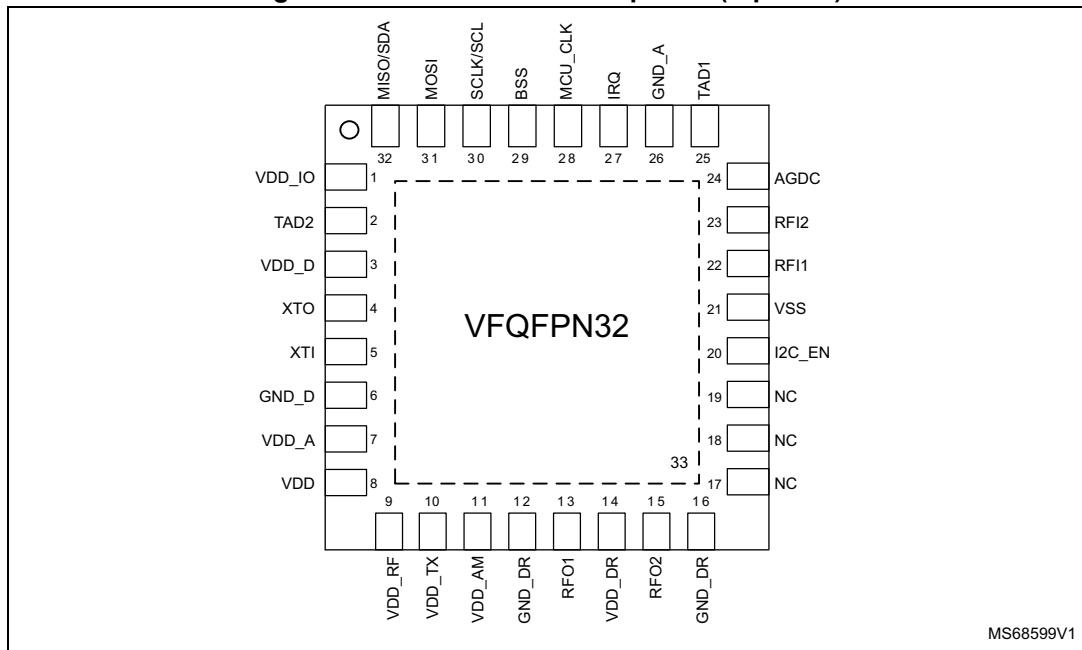 MISO/SDA
MOSI
SCLK/SCL
BSS
MCU_CLK
IRQ
GND_A
TAD1
32 31 30 29 28 27 26 25
VDD_IO 1
TAD2 2
VDD_D 3
XTO 4
XTI 5
GND_D 6
VDD_A 7
VDD 8
VFQFPN32
24 AGDC
23 RFI2
22 RFI1
21 VSS
20 I2C_EN
19 NC
18 NC
17 NC
33
9 10 11 12 13 14 15 16
VDD_RF
VDD_TX
VDD_AM
GND_DR
RFO1
VDD_DR
RFO2
GND_DR
MS68599V1